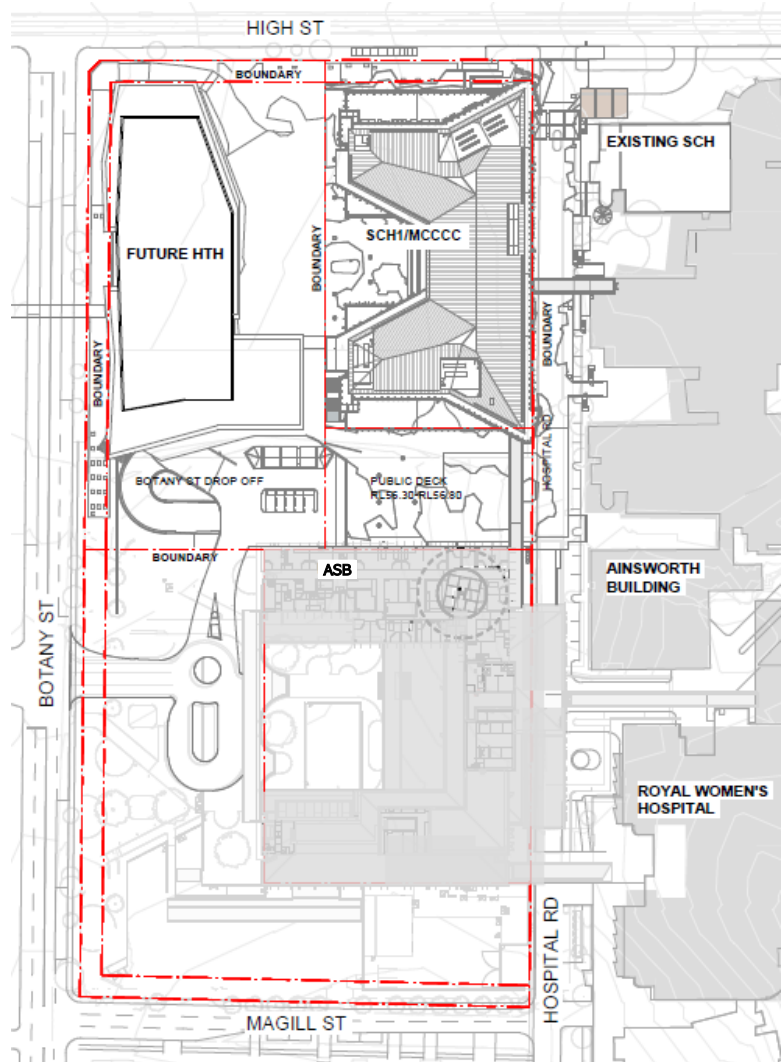 HIGH ST
BOUNDARY
EXISTING SCH
SCH1/MCCCC
FUTURE HTH
BOUNDARY
BOUNDARY
BOUNDARY
HOSPITAL RD
BOTANY ST DROP OFF
PUBLIC DECK
RL56.30-RL56.80
BOUNDARY
ASB
AINSWORTH
BUILDING
BOTANY ST
ROYAL WOMEN'S
HOSPITAL
HOSPITAL RD
MAGILL ST